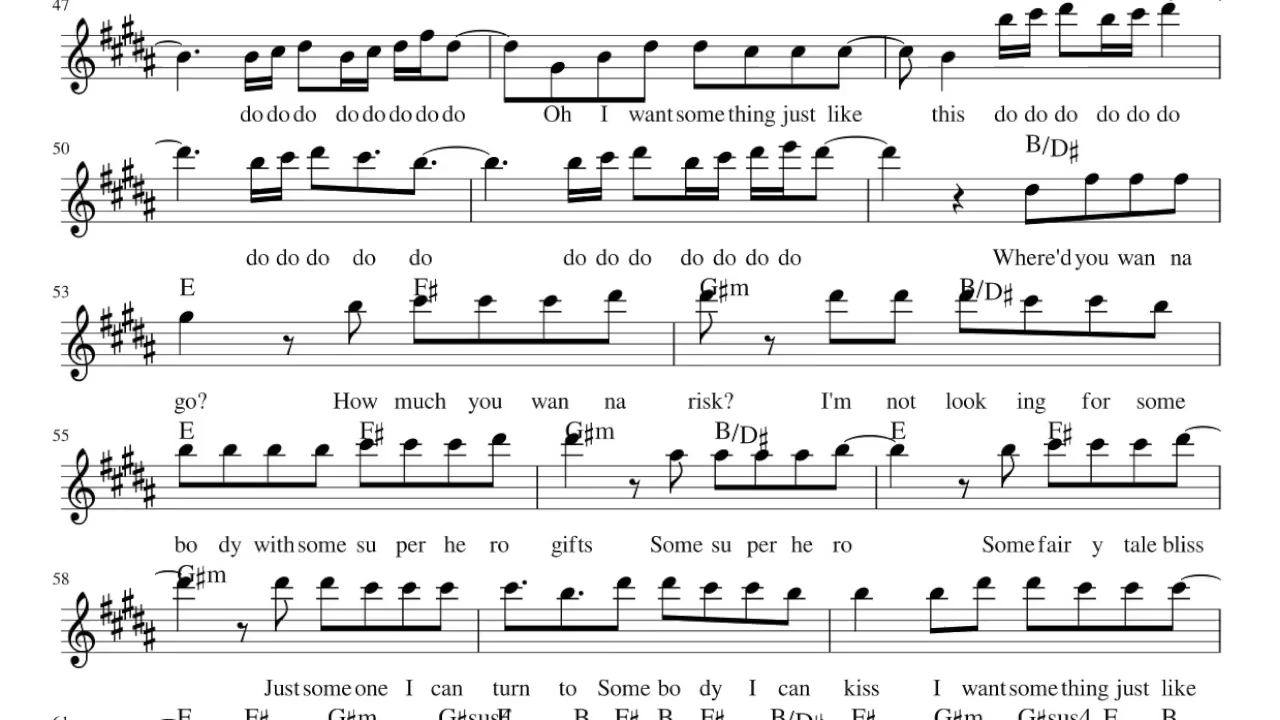 47
do do do do do do do do Oh I want some thing just like this do do do do do do
50
B/D♯
do do do do do do do do do do do do Where'd you wan na
53
E F♯ G♯m B/D♯
go? How much you wan na risk? I'm not look ing for some
55
E F♯ G♯m B/D♯ E F♯
bo dy with some su per he ro gifts Some su per he ro Some fair y tale bliss
58
G♯m
Just some one I can turn to Some bo dy I can kiss I want some thing just like
E F♯ G♯m G♯sus4 E B F♯ B F♯ B/D♯ F♯ G♯m G♯sus4 E B